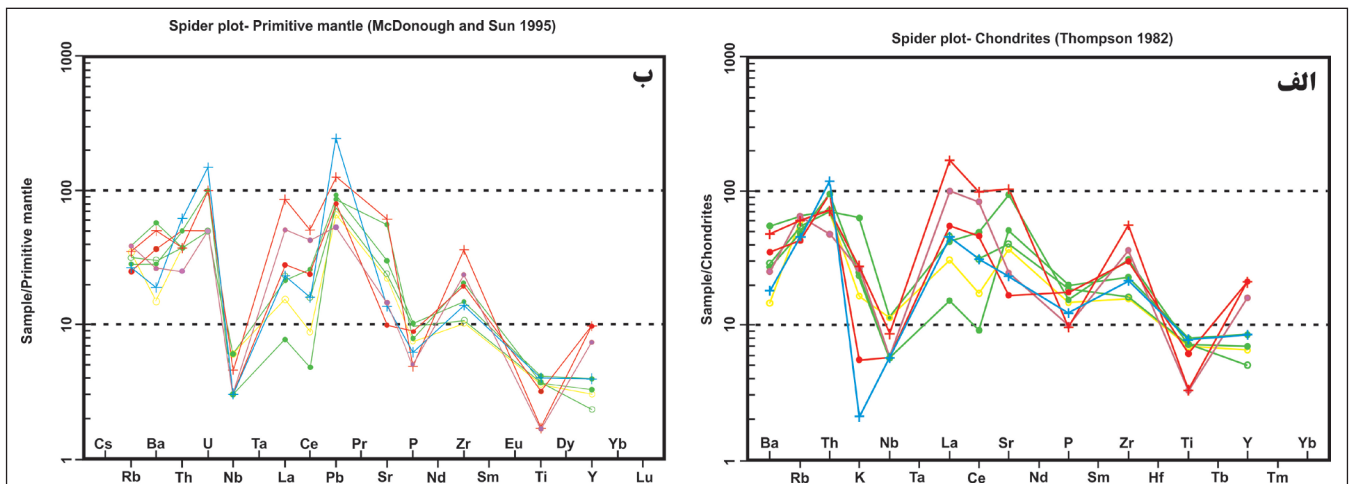 Spider plot- Primitive mantle (McDonough and Sun 1995)
Sample/Primitive mantle
1000
100
10
1
ب
Cs Ba U Ta Ce Pr P Zr Eu Dy Yb
Rb Th Nb La Pb Sr Nd Sm Ti Y Lu
Spider plot- Chondrites (Thompson 1982)
Sample/Chondrites
1000
100
10
1
الف
Ba Th Nb La Sr P Zr Ti Y Yb
Rb K Ta Ce Nd Sm Hf Tb Tm